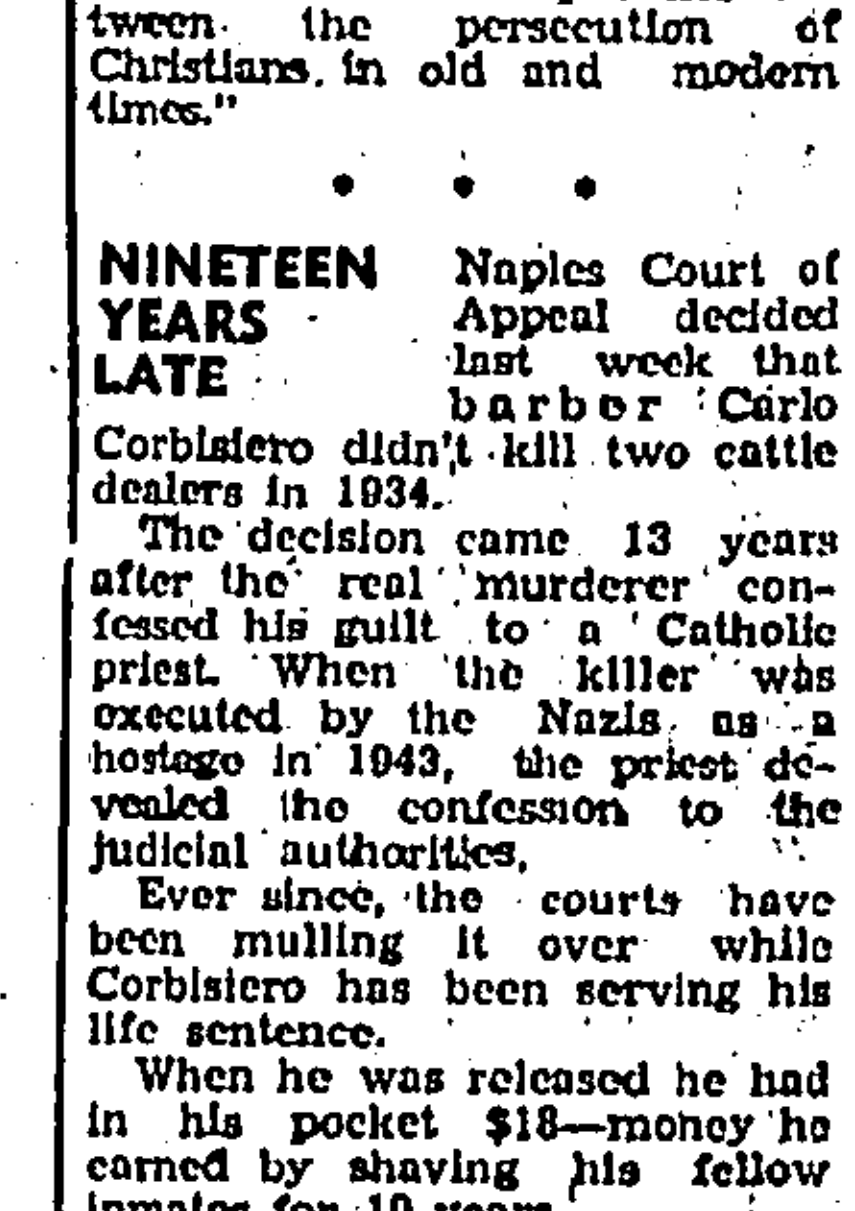 tween the persecution of
Christians in old and modern
times."
• • •
NINETEEN
YEARS
LATE
Naples Court of
Appeal decided
last week that
barber Carlo
Corbisiero didn't kill two cattle
dealers in 1934.
The decision came 13 years
after the real murderer con-
fessed his guilt to a Catholic
priest. When the killer was
executed by the Nazis as a
hostage in 1943, the priest de-
vealed the confession to the
judicial authorities.
Ever since, the courts have
been mulling it over while
Corbisiero has been serving his
life sentence.
When he was released he had
in his pocket $18—money he
earned by shaving his fellow
inmates for 19 years.